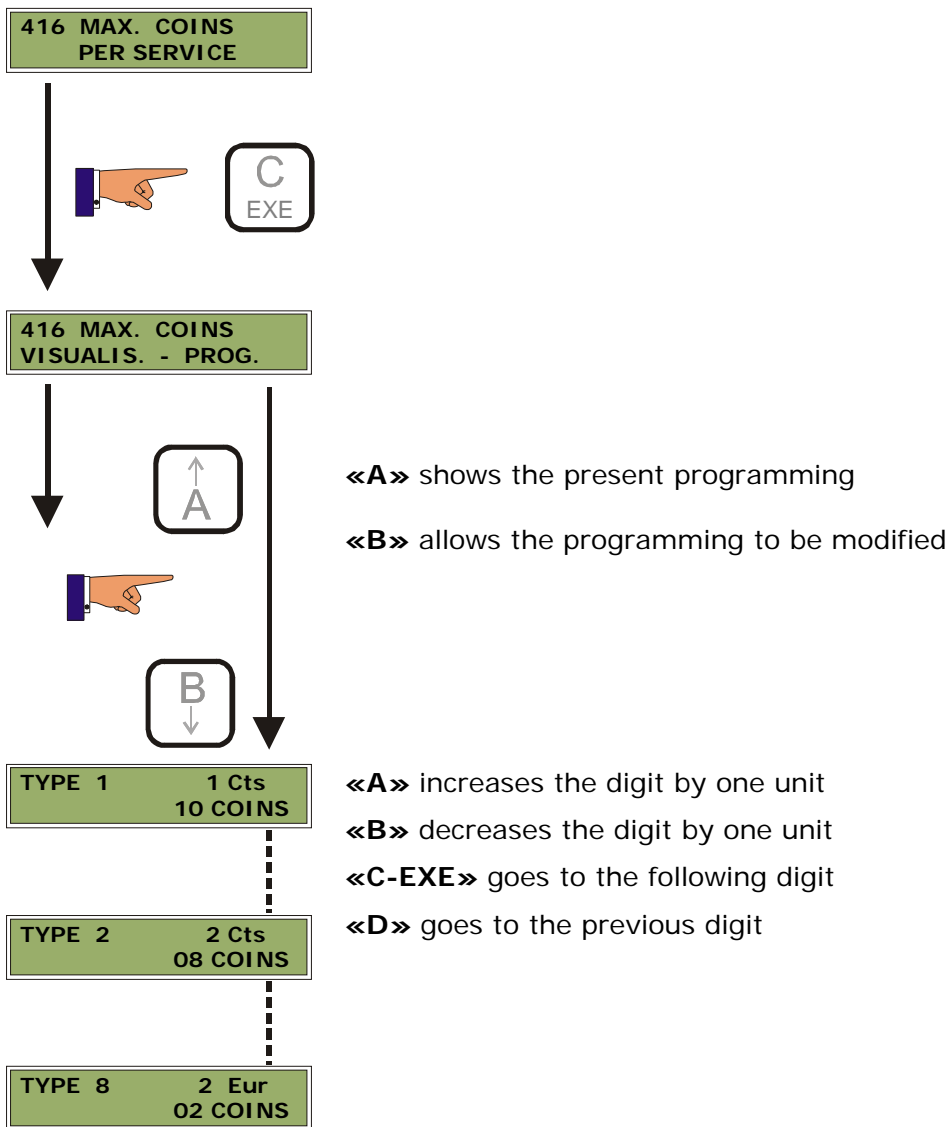 416 MAX. COINS
PER SERVICE
C
EXE
416 MAX. COINS
VISUALIS. - PROG.
A
«A» shows the present programming
«B» allows the programming to be modified
B
TYPE 1 1 Cts
10 COINS
«A» increases the digit by one unit
«B» decreases the digit by one unit
«C-EXE» goes to the following digit
«D» goes to the previous digit
TYPE 2 2 Cts
08 COINS
TYPE 8 2 Eur
02 COINS